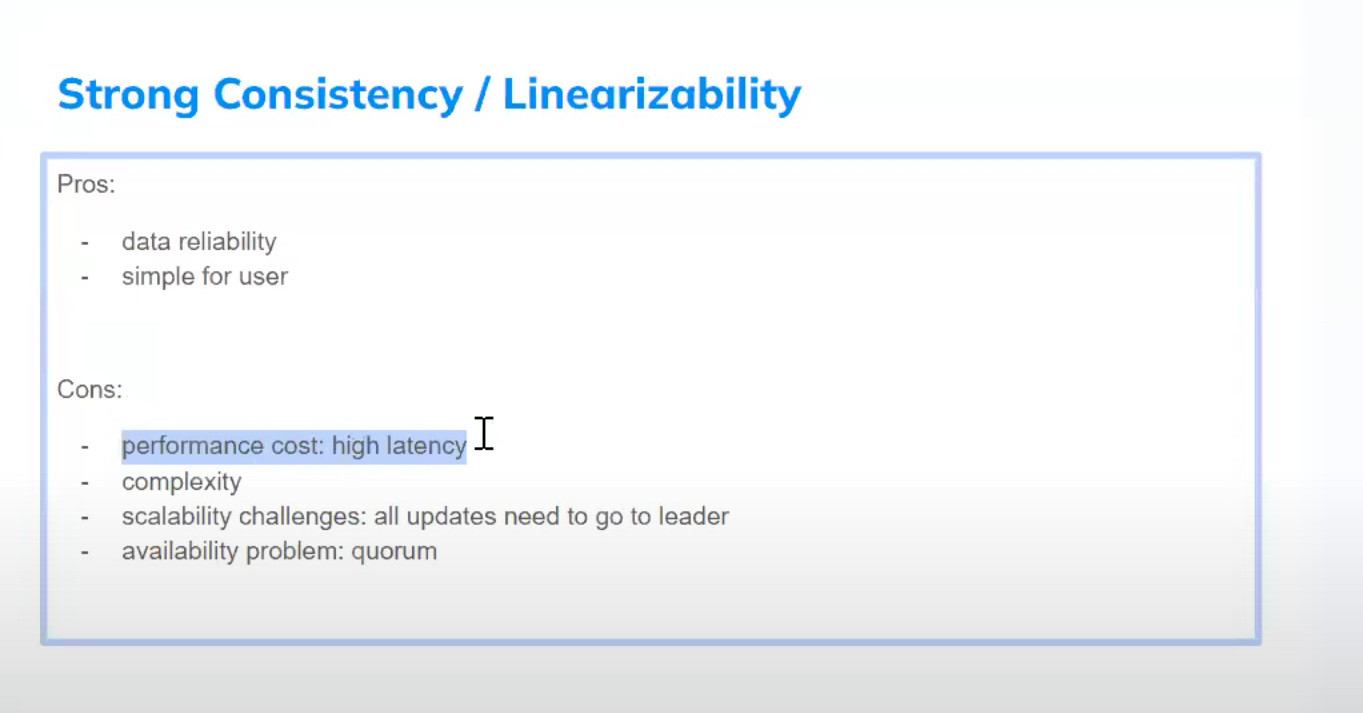 Strong Consistency / Linearizability
Pros:
- data reliability
- simple for user
Cons:
- performance cost: high latency
- complexity
- scalability challenges: all updates need to go to leader
- availability problem: quorum